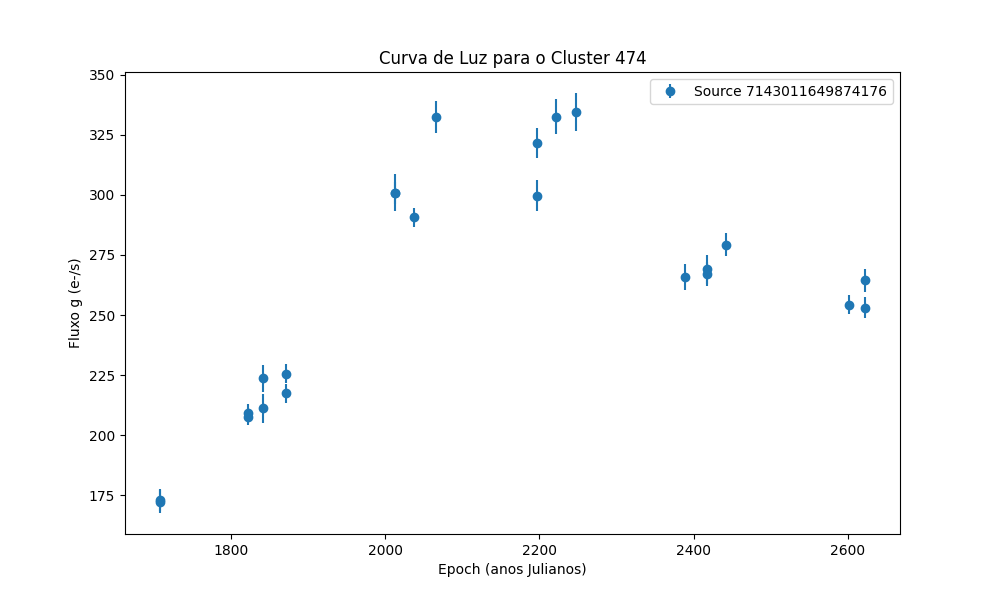 Curva de Luz para o Cluster 474
Source 7143011649874176
Fluxo g (e-/s)
350
325
300
275
250
225
200
175
1800 2000 2200 2400 2600
Epoch (anos Julianos)